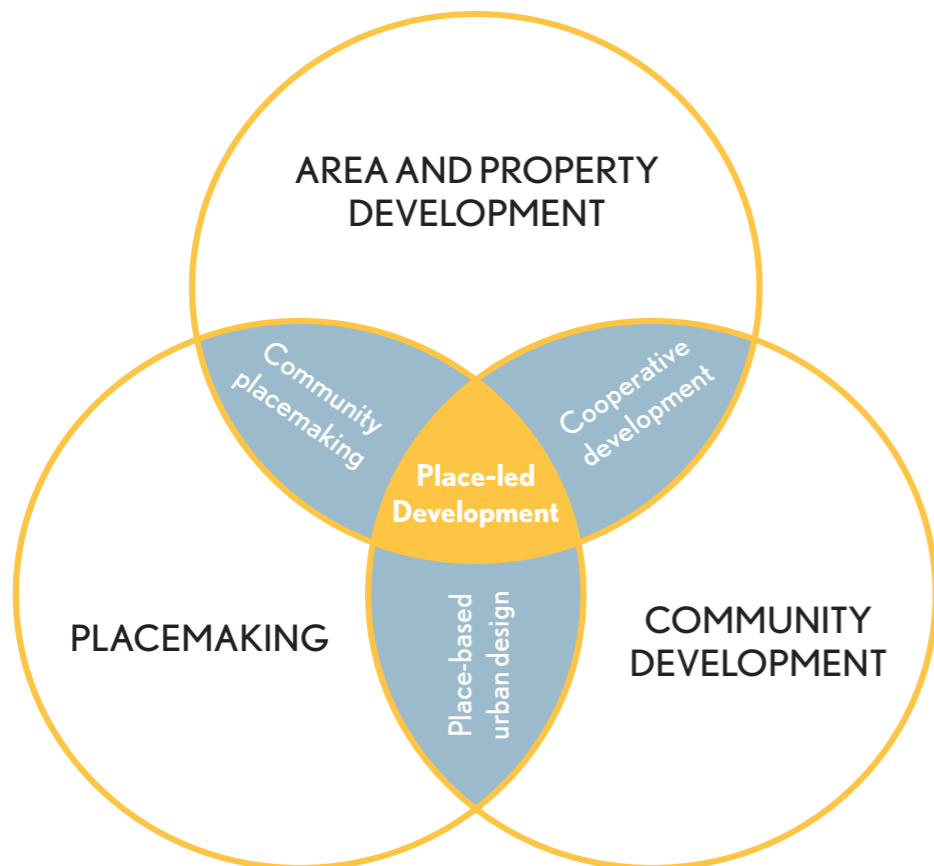 AREA AND PROPERTY
DEVELOPMENT
Community
placemaking
Cooperative
development
Place-led
Development
PLACEMAKING
Place-based
urban design
COMMUNITY
DEVELOPMENT